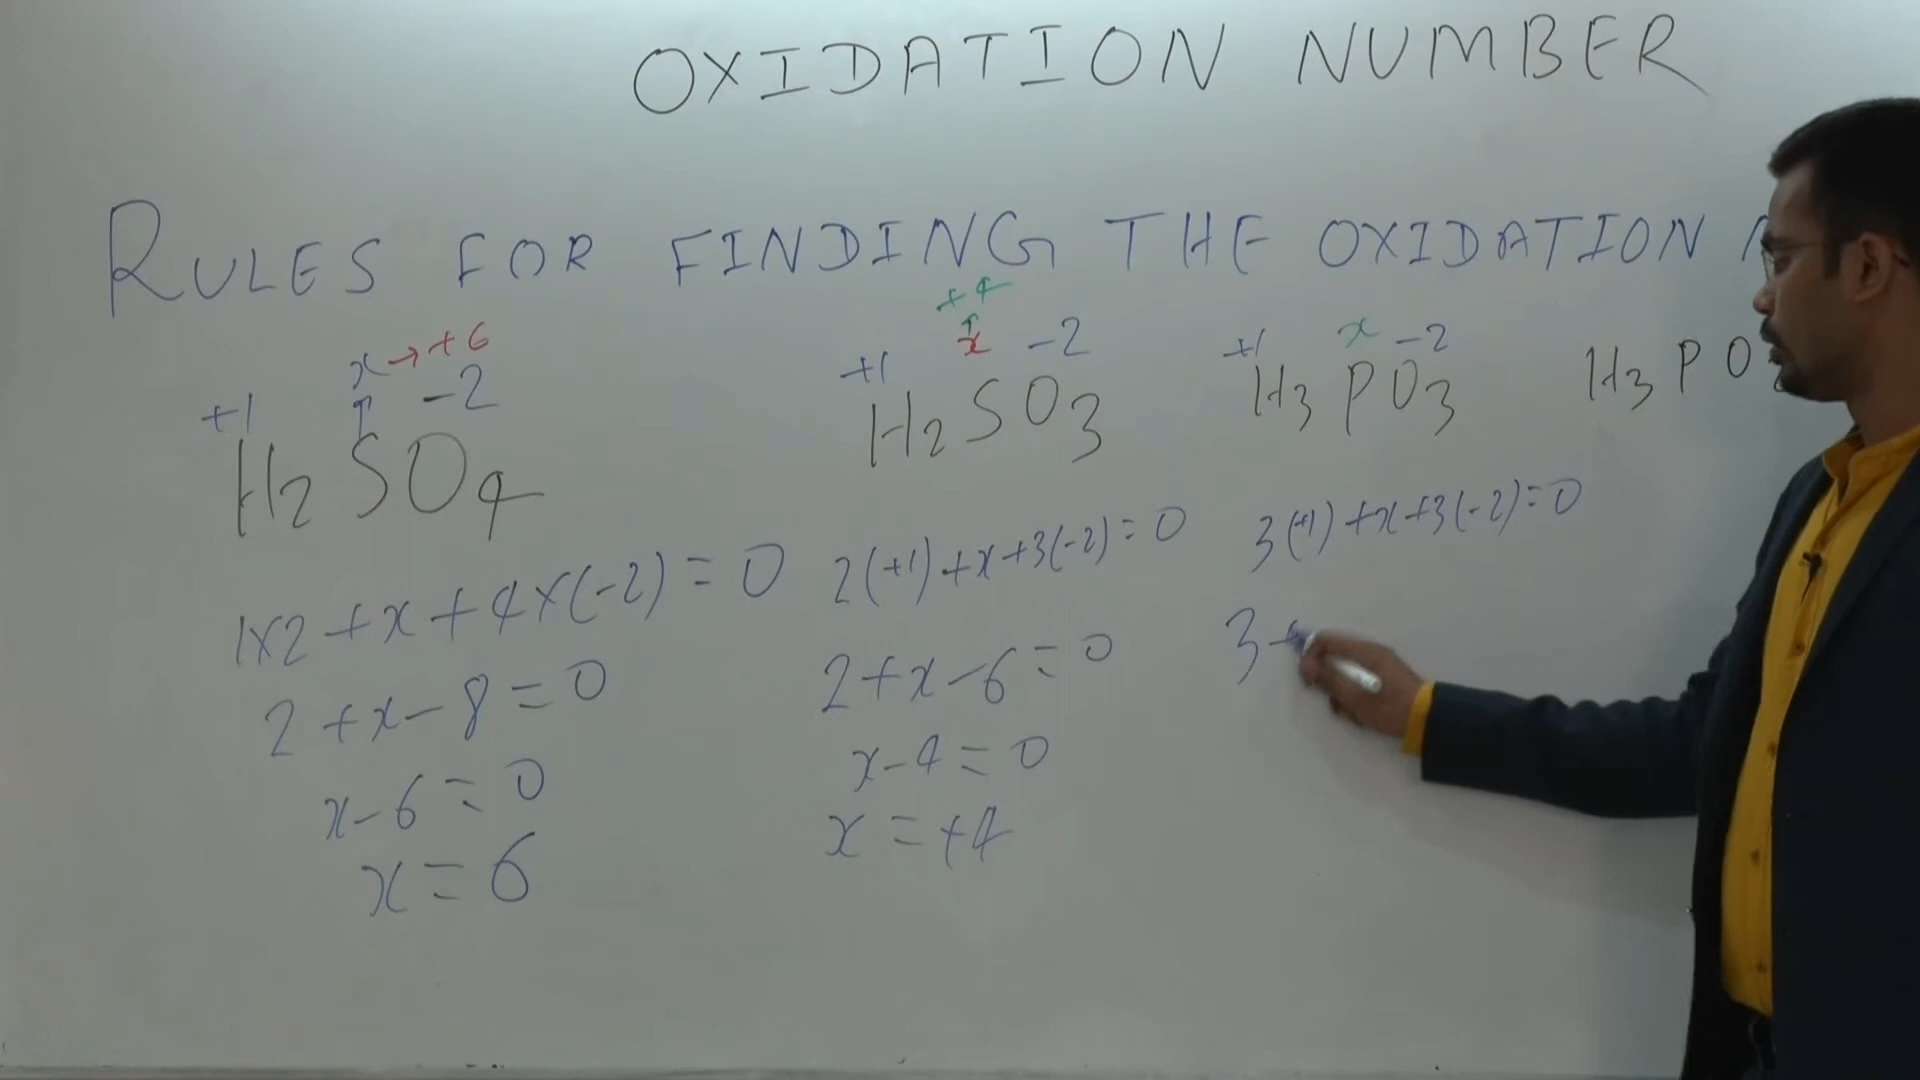 OXIDATION NUMBER
RULES FOR FINDING THE OXIDATION
x → +6
+1 ↑ -2
H2SO4
1×2+x+4×(-2)=0
2+x-8=0
x-6=0
x=6
+4
↑
+1 x -2
H2SO3
2(+1)+x+3(-2)=0
2+x-6=0
x-4=0
x=+4
+1 x -2
H3PO3
3(+1)+x+3(-2)=0
3+
H3PO